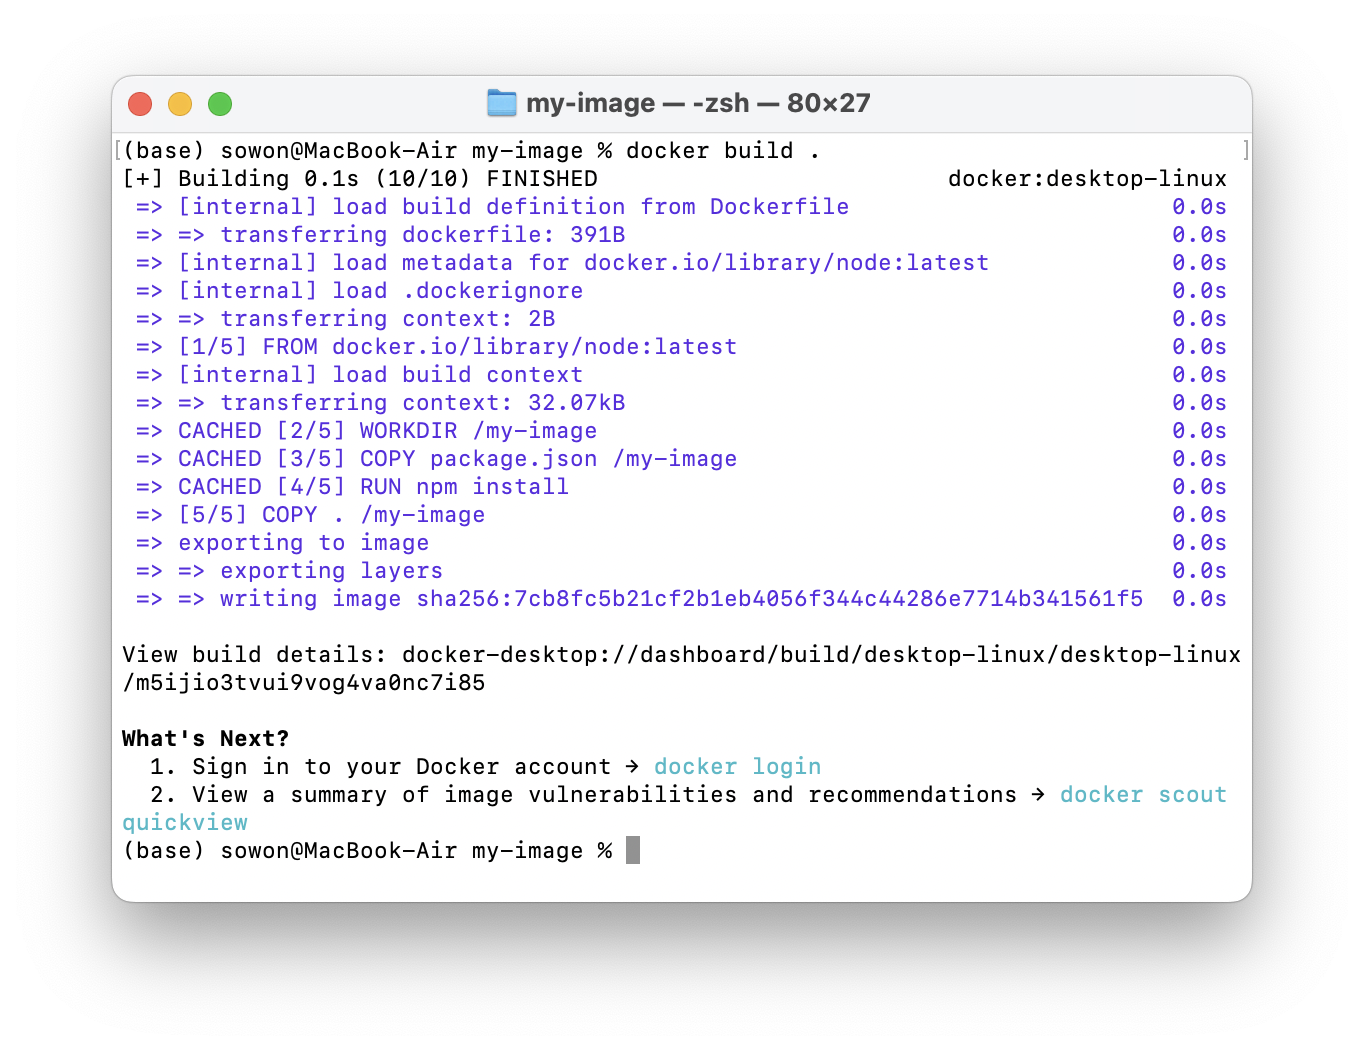 my-image — -zsh — 80×27
(base) sowon@MacBook-Air my-image % docker build .
[+] Building 0.1s (10/10) FINISHED docker:desktop-linux
=> [internal] load build definition from Dockerfile 0.0s
=> => transferring dockerfile: 391B 0.0s
=> [internal] load metadata for docker.io/library/node:latest 0.0s
=> [internal] load .dockerignore 0.0s
=> => transferring context: 2B 0.0s
=> [1/5] FROM docker.io/library/node:latest 0.0s
=> [internal] load build context 0.0s
=> => transferring context: 32.07kB 0.0s
=> CACHED [2/5] WORKDIR /my-image 0.0s
=> CACHED [3/5] COPY package.json /my-image 0.0s
=> CACHED [4/5] RUN npm install 0.0s
=> [5/5] COPY . /my-image 0.0s
=> exporting to image 0.0s
=> => exporting layers 0.0s
=> => writing image sha256:7cb8fc5b21cf2b1eb4056f344c44286e7714b341561f5 0.0s
View build details: docker-desktop://dashboard/build/desktop-linux/desktop-linux
/m5ijio3tvui9vog4va0nc7i85
What's Next?
1. Sign in to your Docker account → docker login
2. View a summary of image vulnerabilities and recommendations → docker scout
quickview
(base) sowon@MacBook-Air my-image %